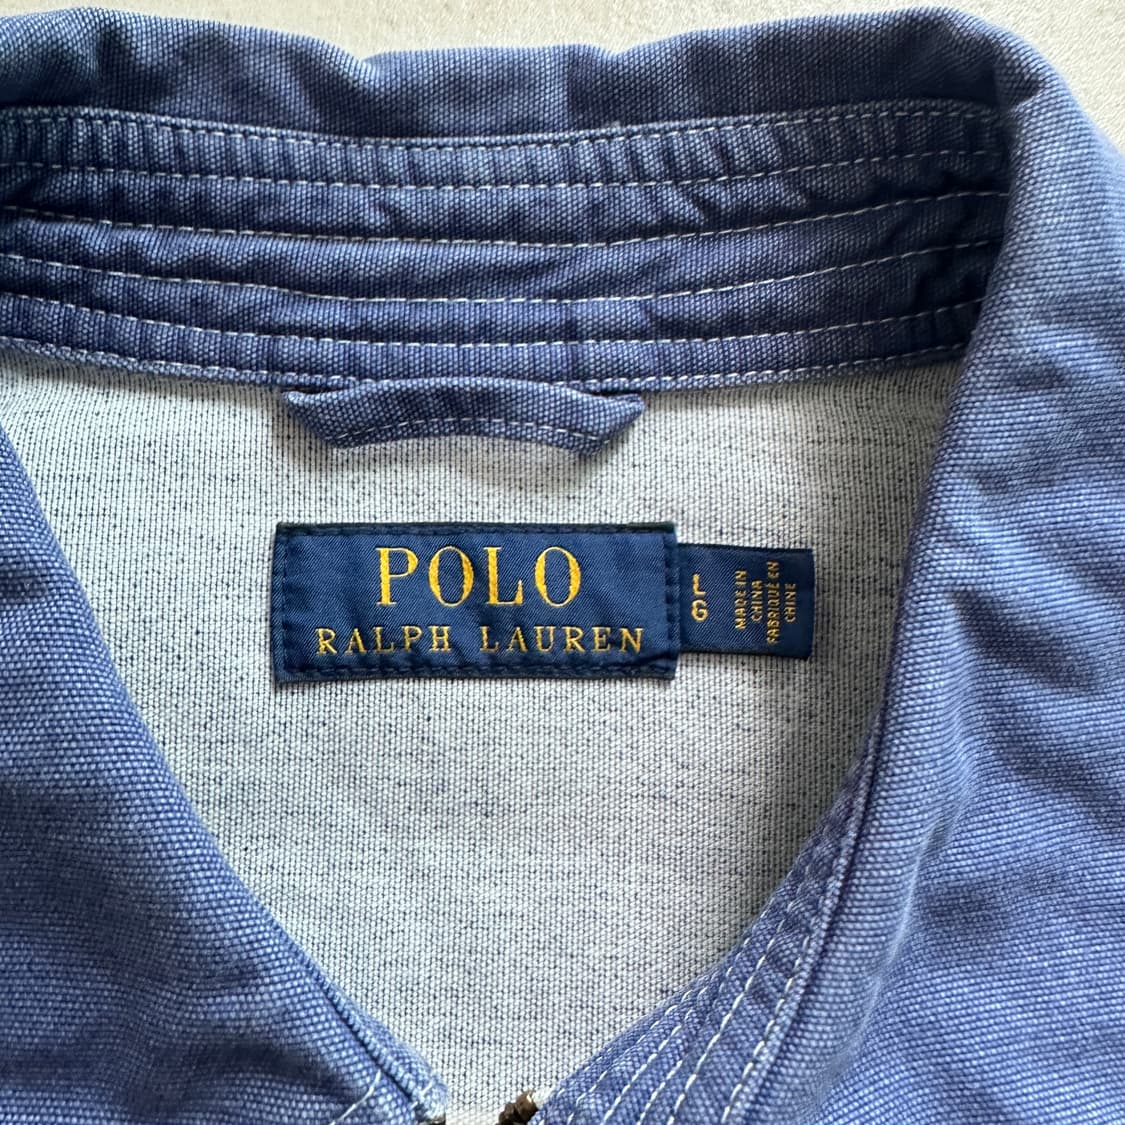 POLO
RALPH LAUREN
L
G
MADE IN
CHINA
FABRIQUÉ EN
CHINE